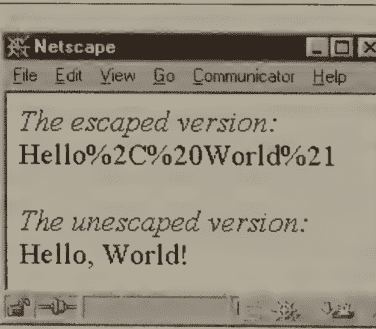 Netscape
File Edit View Go Communicator Help
The escaped version:
Hello%2C%20World%21
The unescaped version:
Hello, World!